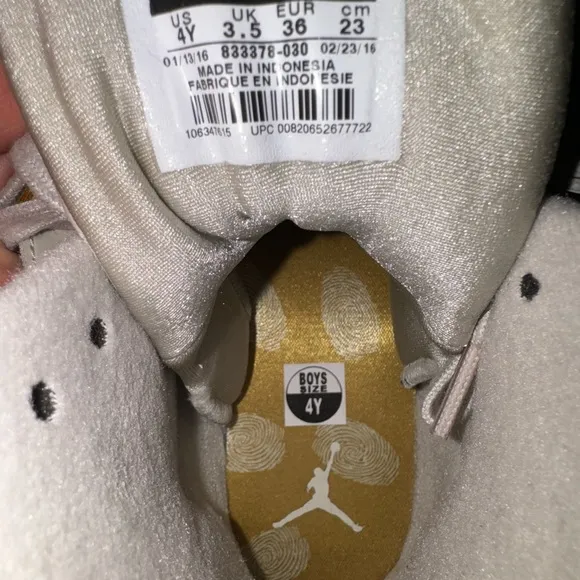 US UK EUR cm
4Y 3.5 36 23
01/13/16 833378-030 02/23/16
MADE IN INDONESIA
FABRIQUE EN INDONESIE
106347615 UPC 00820652677722
BOYS
SIZE
4Y